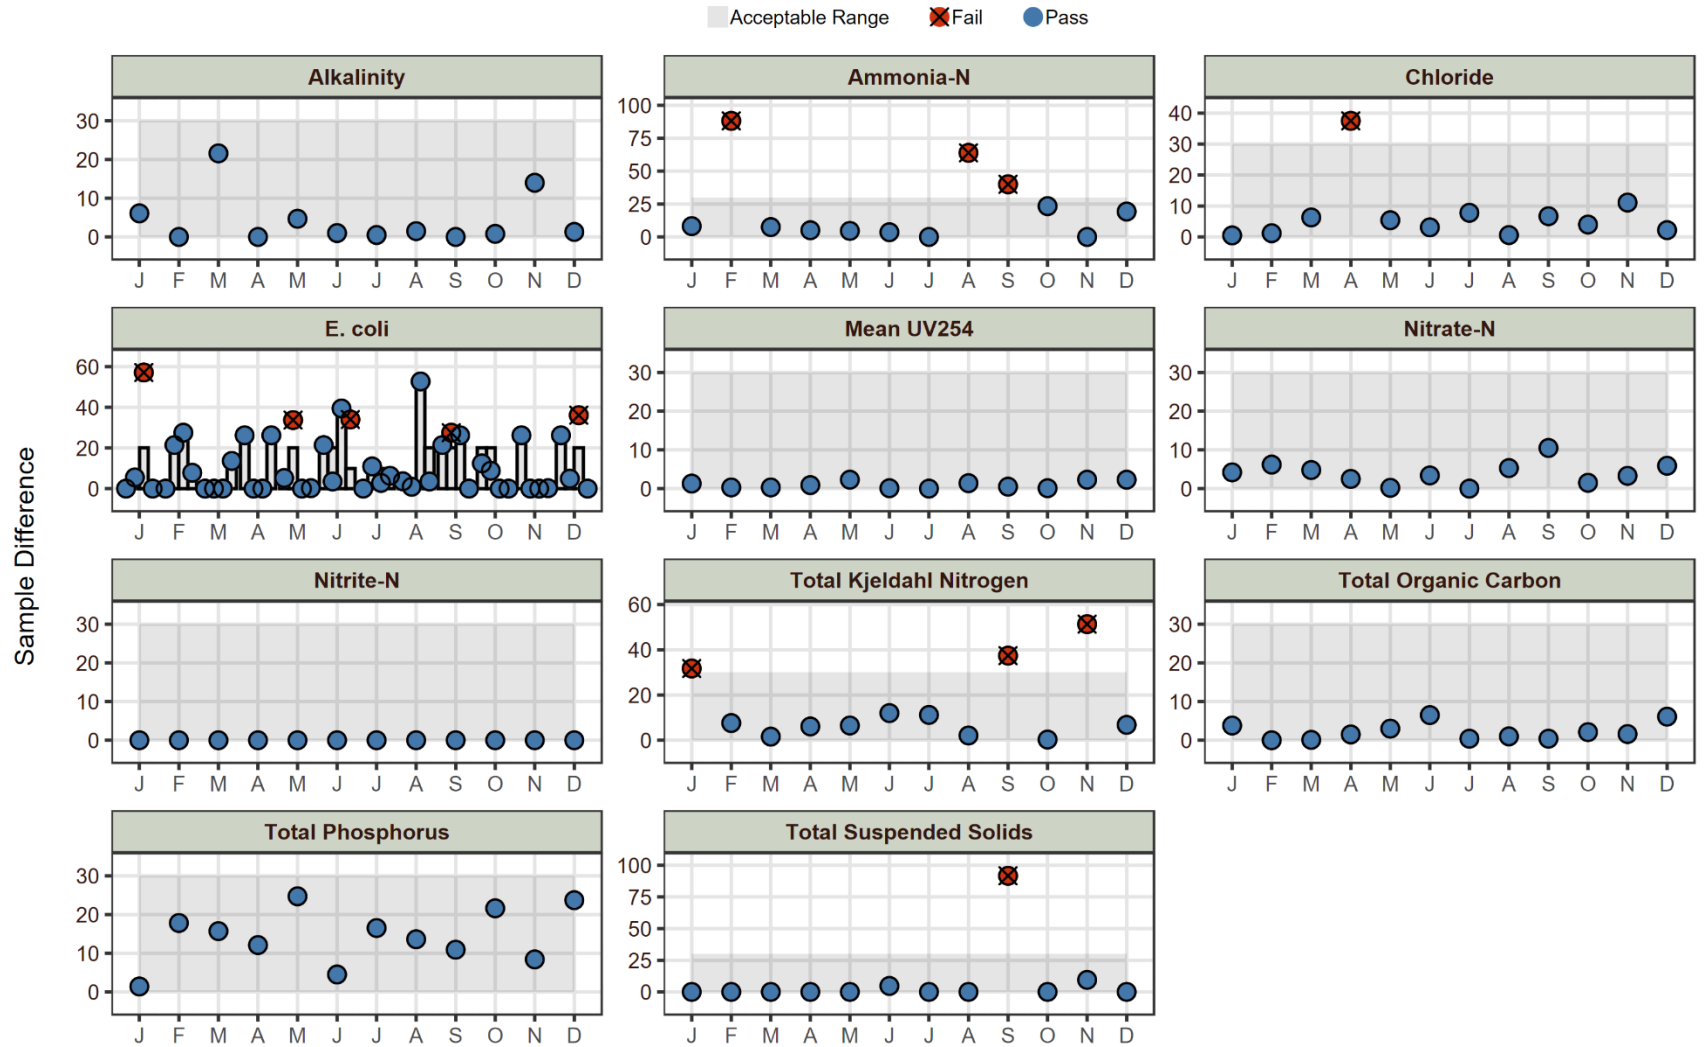 Acceptable Range Fail Pass
Sample Difference
Alkalinity Ammonia-N Chloride
30 20 10 0
100 75 50 25 0
40 30 20 10 0
J F M A M J J A S O N D
J F M A M J J A S O N D
J F M A M J J A S O N D
E. coli Mean UV254 Nitrate-N
60 40 20 0
30 20 10 0
30 20 10 0
J F M A M J J A S O N D
J F M A M J J A S O N D
J F M A M J J A S O N D
Nitrite-N Total Kjeldahl Nitrogen Total Organic Carbon
30 20 10 0
60 40 20 0
30 20 10 0
J F M A M J J A S O N D
J F M A M J J A S O N D
J F M A M J J A S O N D
Total Phosphorus Total Suspended Solids
30 20 10 0
100 75 50 25 0
J F M A M J J A S O N D
J F M A M J J A S O N D